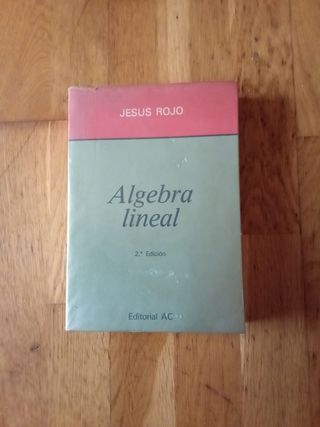 JESUS ROJO
Algebra
lineal
2.ª Edición
Editorial AC